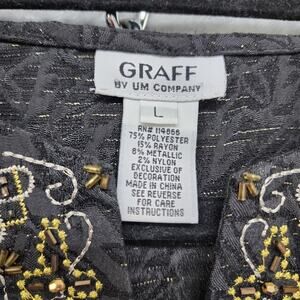 GRAFF
BY UM COMPANY
L
RN# 114656
75% POLYESTER
15% RAYON
8% METALLIC
2% NYLON
EXCLUSIVE OF
DECORATION
MADE IN CHINA
SEE REVERSE
FOR CARE
INSTRUCTIONS